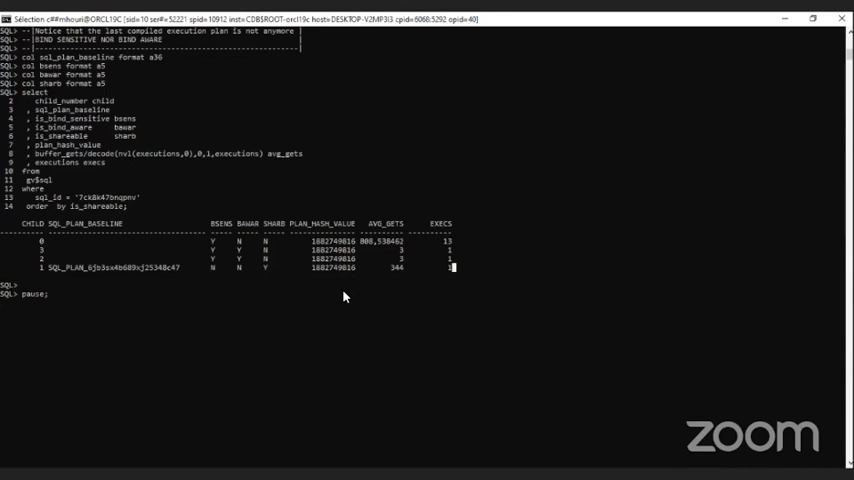 Sélection c##mhouri@ORCL19C [sid=10 ser#=52221 spid=10912 inst=CDB$ROOT-orcl19c host=DESKTOP-V2MP3I3 cpid=6068:5292 opid=40]
SQL> --|Notice that the last compiled execution plan is not anymore |
SQL> --|BIND SENSITIVE NOR BIND AWARE |
SQL> --|-----------------------------------------------------------|
SQL> col sql_plan_baseline format a36
SQL> col bsens format a5
SQL> col bawar format a5
SQL> col sharb format a5
SQL> select
2 child_number child
3 , sql_plan_baseline
4 , is_bind_sensitive bsens
5 , is_bind_aware bawar
6 , is_shareable sharb
7 , plan_hash_value
8 , buffer_gets/decode(nvl(executions,0),0,1,executions) avg_gets
9 , executions execs
10 from
11 gv$sql
12 where
13 sql_id = '7ck8k47bnqpnv'
14 order by is_shareable;
CHILD SQL_PLAN_BASELINE BSENS BAWAR SHARB PLAN_HASH_VALUE AVG_GETS EXECS
0 Y N N 1882749816 808,538462 13
3 Y Y N 1882749816 3 1
2 Y Y N 1882749816 3 1
1 SQL_PLAN_6jb3sx4b689xj25348c47 N N Y 1882749816 344 1
SQL>
SQL> pause;
zoom